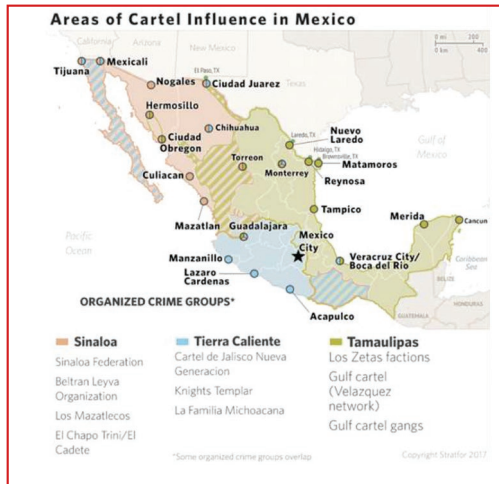 Areas of Cartel Influence in Mexico
California
Arizona
New Mexico
Texas
0 mi 200
0 km 400
Tijuana
Mexicali
Nogales
El Paso, TX
Ciudad Juarez
Hermosillo
Chihuahua
Ciudad
Obregon
Laredo, TX
Nuevo
Laredo
Hidalgo, TX
Brownsville, TX
Matamoros
Torreon
Monterrey
Reynosa
Gulf of
Mexico
Culiacan
Mazatlan
Tampico
Merida
Cancun
Pacific
Ocean
Guadalajara
Mexico
City
Manzanillo
Veracruz City/
Boca del Rio
Caribbean
Sea
Lazaro
Cardenas
BELIZE
Acapulco
GUATEMALA
HONDURAS
ORGANIZED CRIME GROUPS*
Sinaloa
Sinaloa Federation
Beltran Leyva
Organization
Los Mazatlecos
El Chapo Trini/El
Cadete
Tierra Caliente
Cartel de Jalisco Nueva
Generacion
Knights Templar
La Familia Michoacana
Tamaulipas
Los Zetas factions
Gulf cartel
(Velazquez
network)
Gulf cartel gangs
*Some organized crime groups overlap
Copyright Stratfor 2017